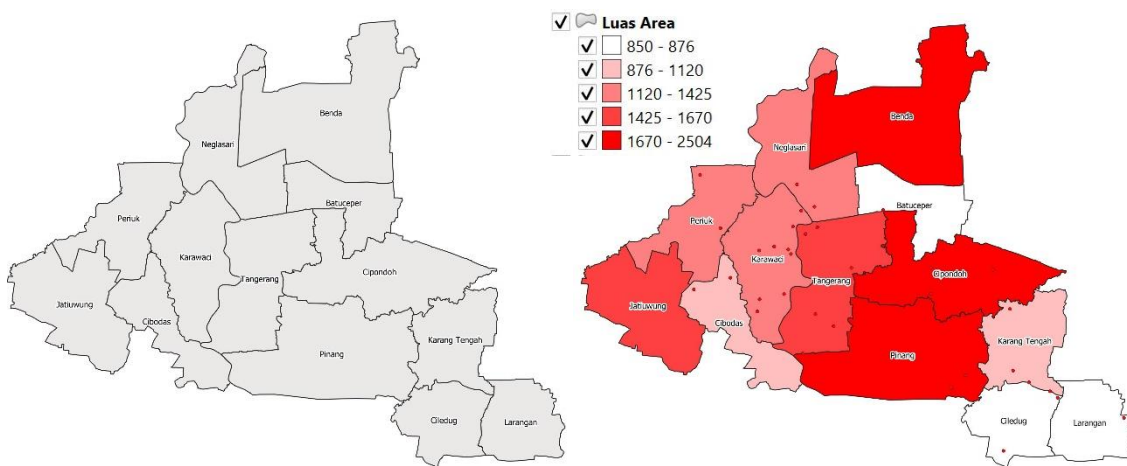 Benda
Neglasari
Batuceper
Periuk
Karawaci
Tangerang
Cipondoh
Jatiuwung
Cibodas
Pinang
Karang Tengah
Ciledug
Larangan
Luas Area
850 - 876
876 - 1120
1120 - 1425
1425 - 1670
1670 - 2504
Benda
Neglasari
Batuceper
Periuk
Karawaci
Tangerang
Cipondoh
Jatiuwung
Cibodas
Karang Tengah
Pinang
Ciledug
Larangan